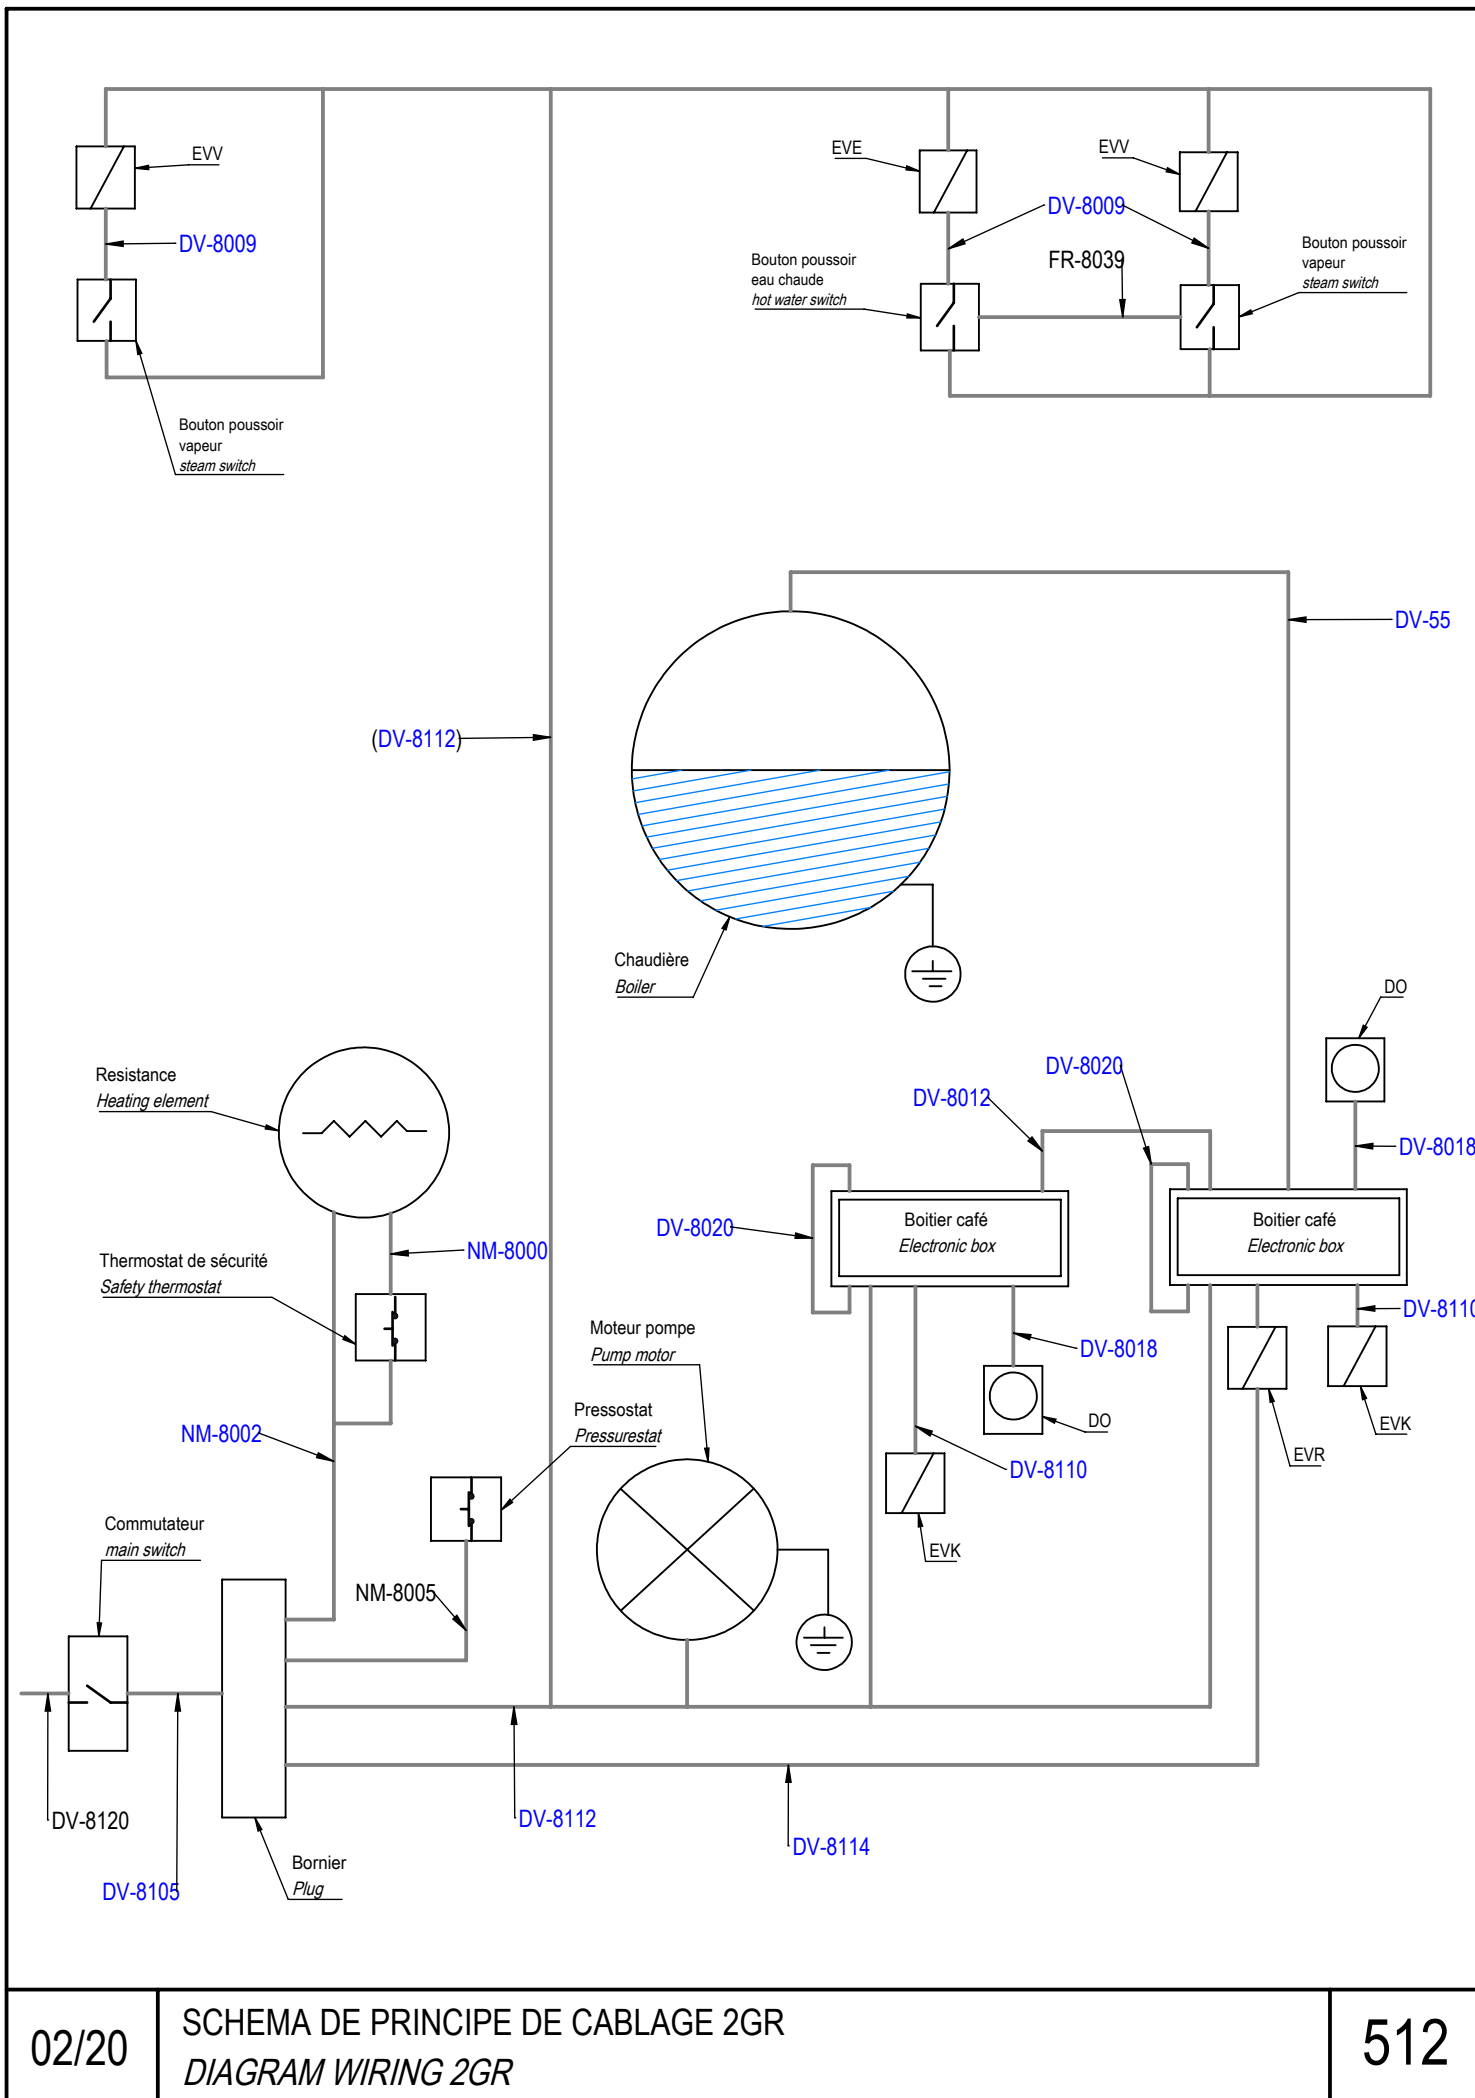 EVV
DV-8009
Bouton poussoir
vapeur
steam switch
EVE
EVV
DV-8009
FR-8039
Bouton poussoir
eau chaude
hot water switch
Bouton poussoir
vapeur
steam switch
DV-55
(DV-8112)
Chaudière
Boiler
DO
Resistance
Heating element
DV-8020
DV-8012
DV-8018
DV-8020
Boitier café
Electronic box
Boitier café
Electronic box
NM-8000
Thermostat de sécurité
Safety thermostat
DV-8110
Moteur pompe
Pump motor
DV-8018
Pressostat
Pressurestat
DO
EVK
NM-8002
EVR
DV-8110
Commutateur
main switch
EVK
NM-8005
DV-8120
DV-8112
DV-8114
Bornier
Plug
DV-8105
02/20
SCHEMA DE PRINCIPE DE CABLAGE 2GR
DIAGRAM WIRING 2GR
512